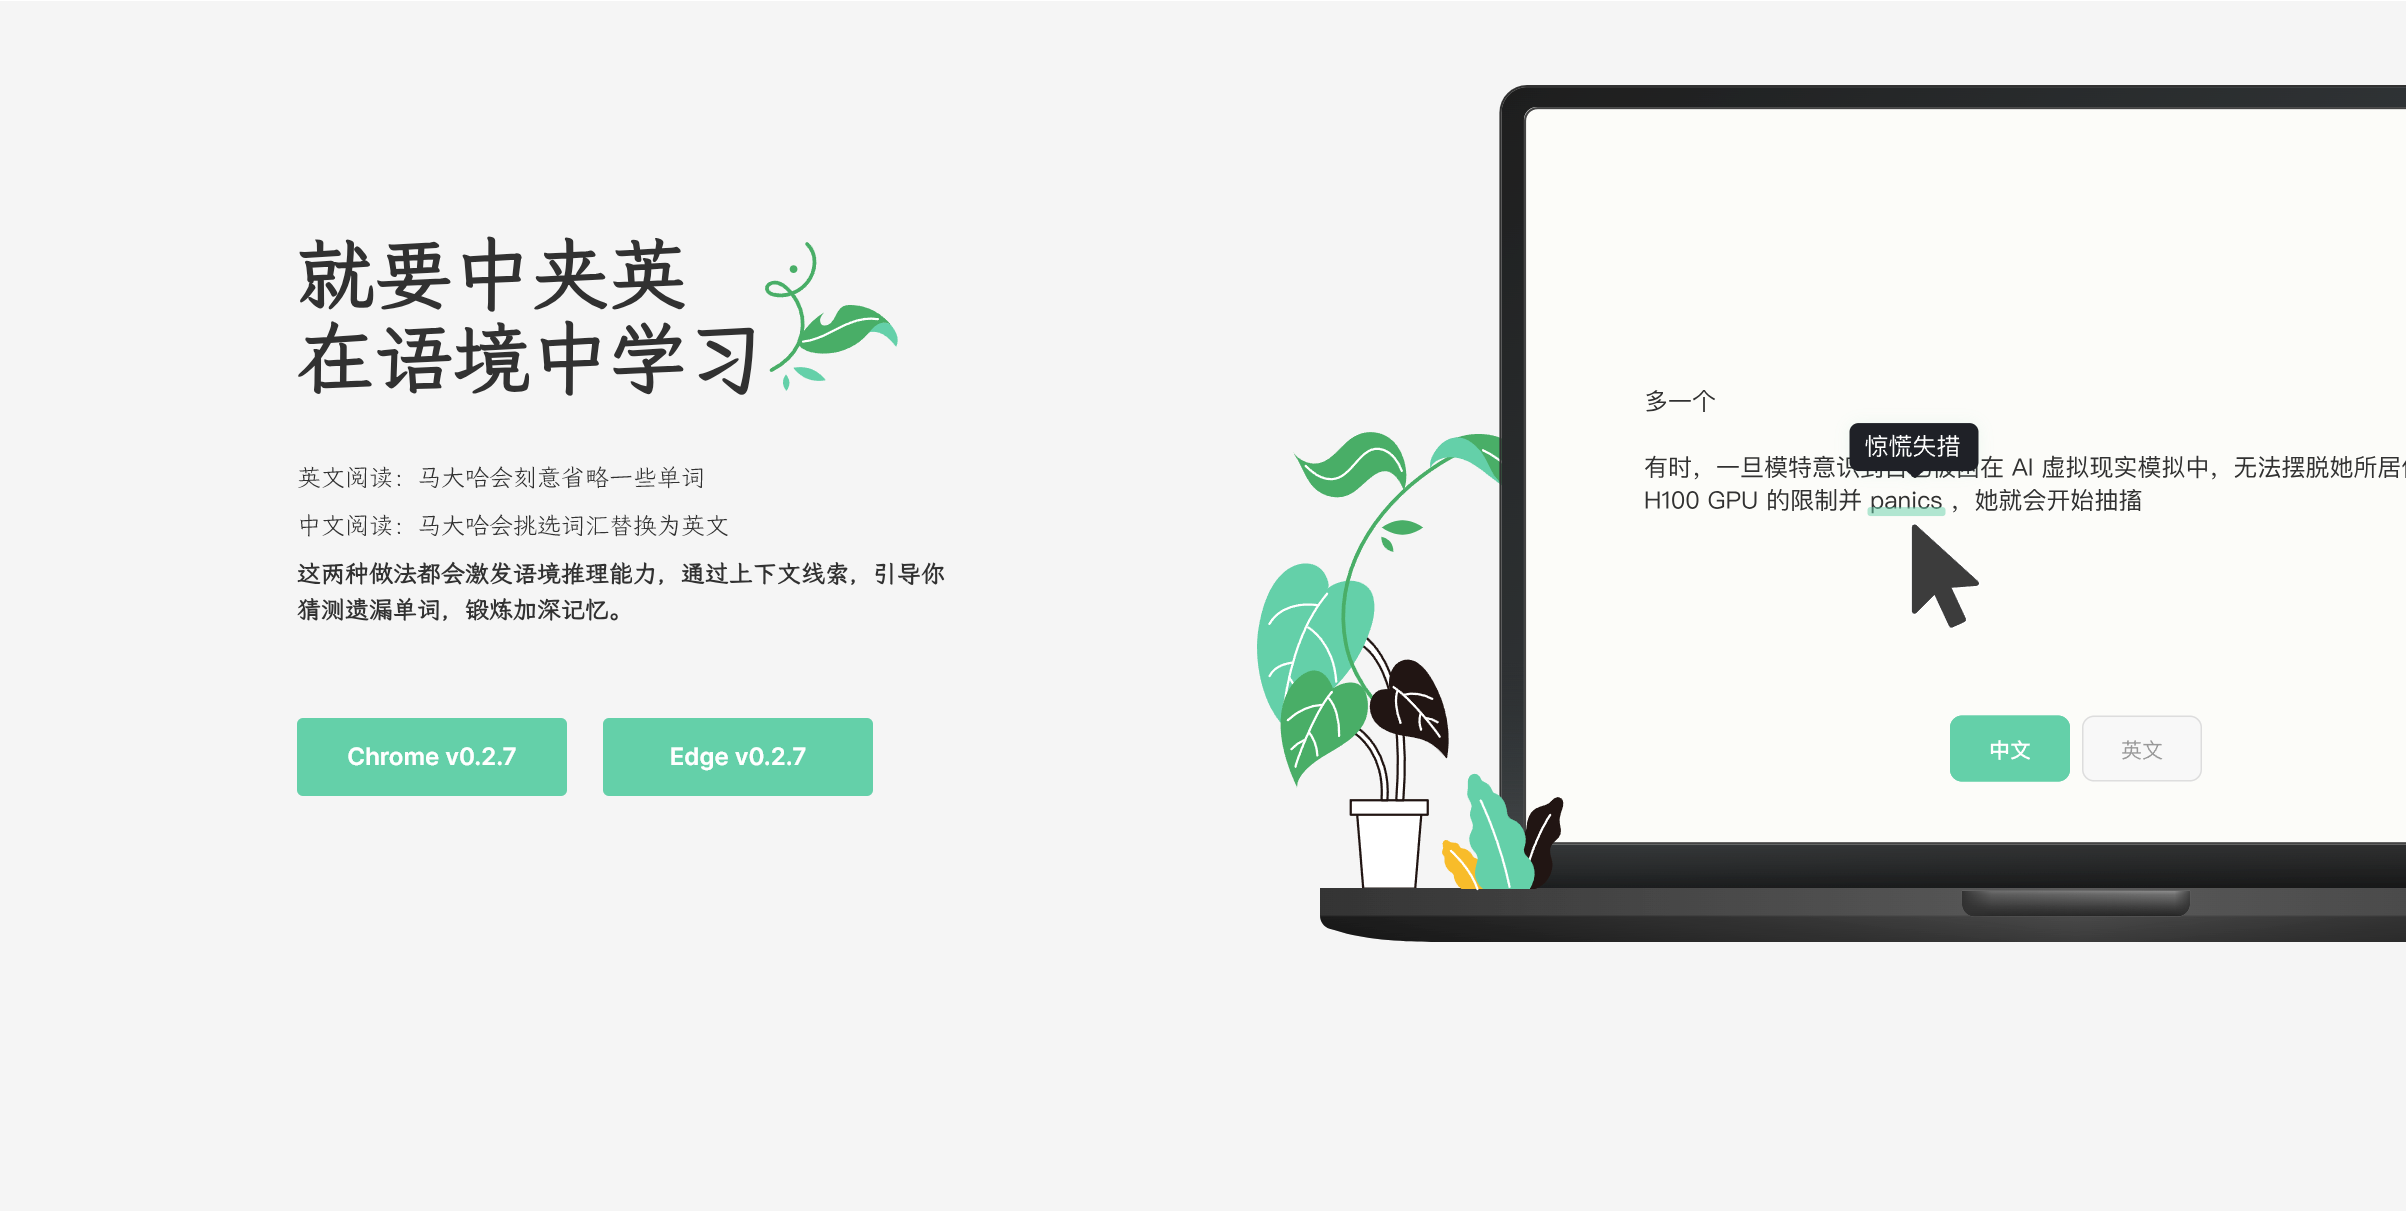 就要中夹英
在语境中学习
英文阅读：马大哈会刻意省略一些单词
中文阅读：马大哈会挑选词汇替换为英文
这两种做法都会激发语境推理能力，通过上下文线索，引导你
猜测遗漏单词，锻炼加深记忆。
Chrome v0.2.7
Edge v0.2.7
多一个
惊慌失措
有时，一旦模特意识到自己被困在 AI 虚拟现实模拟中，无法摆脱她所居
H100 GPU 的限制并 panics ，她就会开始抽搐
中文
英文